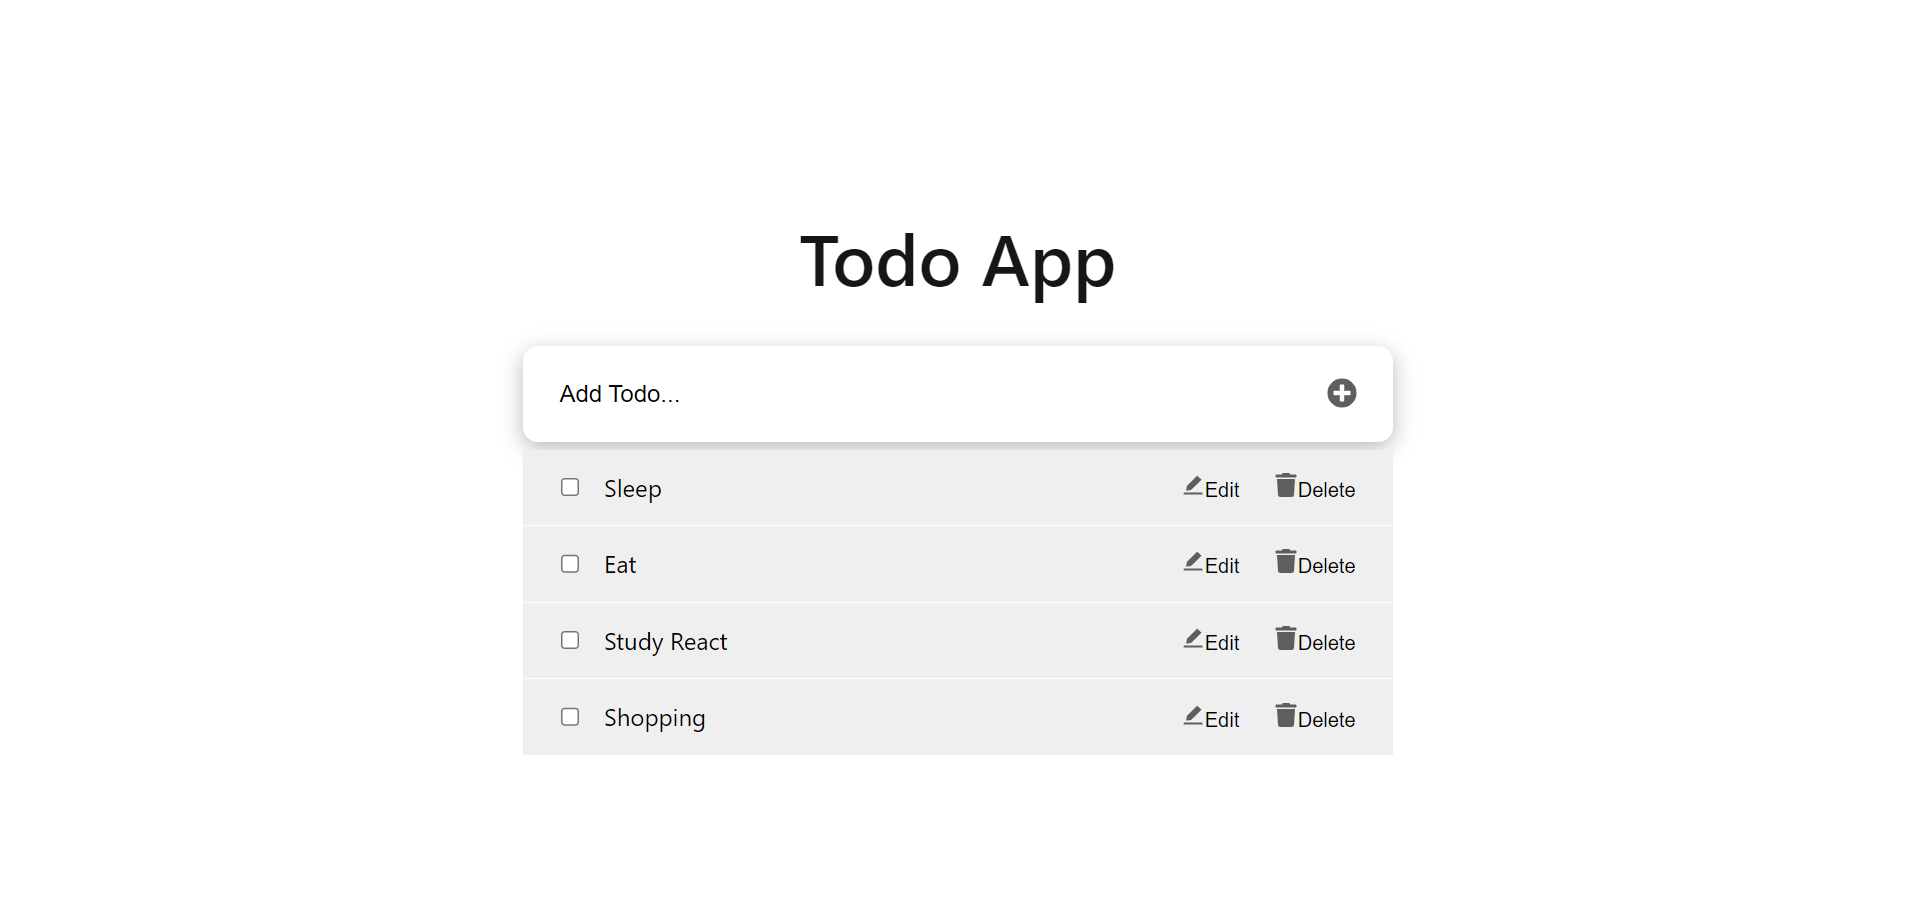 Todo App
Add Todo...
Sleep Edit Delete
Eat Edit Delete
Study React Edit Delete
Shopping Edit Delete